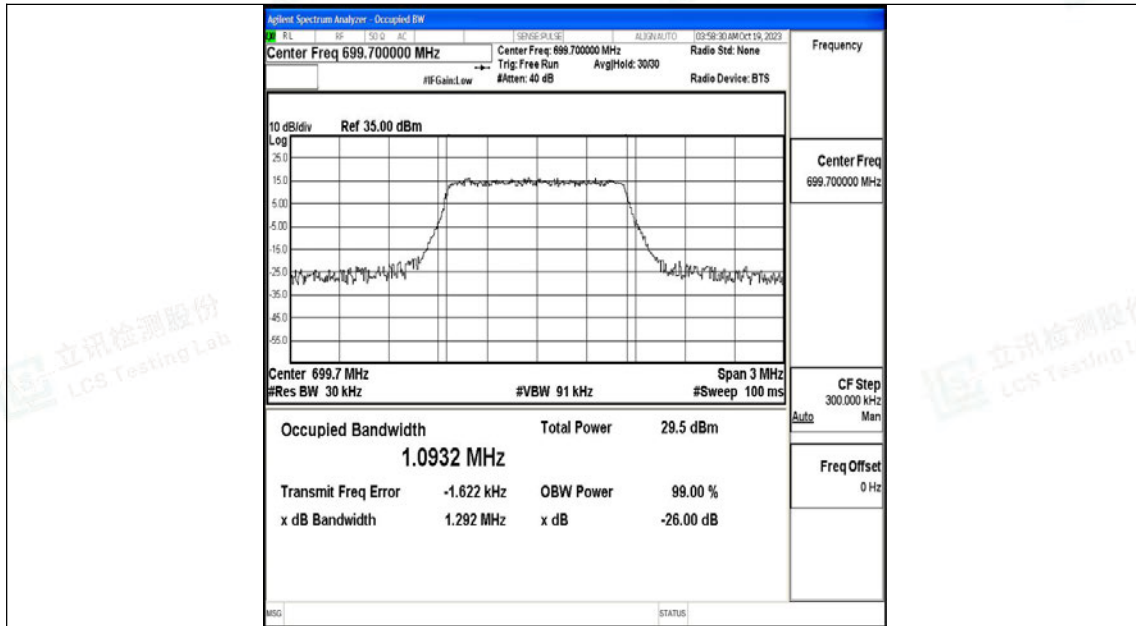 Agilent Spectrum Analyzer - Occupied BW
RL RF 50 Ω AC SENSE:PULSE ALIGN AUTO 03:58:30 AM Oct 19, 2023
Center Freq 699.700000 MHz
Center Freq: 699.700000 MHz Radio Std: None
Trig: Free Run Avg|Hold: 30/30
#IFGain:Low #Atten: 40 dB Radio Device: BTS
Frequency
10 dB/div Ref 35.00 dBm
Log
25.0
15.0
5.00
-5.00
-15.0
-25.0
-35.0
-45.0
-55.0
Center 699.7 MHz Span 3 MHz
#Res BW 30 kHz #VBW 91 kHz #Sweep 100 ms
Occupied Bandwidth Total Power 29.5 dBm
1.0932 MHz
Transmit Freq Error -1.622 kHz OBW Power 99.00 %
x dB Bandwidth 1.292 MHz x dB -26.00 dB
MSG STATUS
Center Freq
699.700000 MHz
CF Step
300.000 kHz
Auto Man
Freq Offset
0 Hz
立讯检测股份
LCS Testing Lab
立讯检测股份
LCS Testing